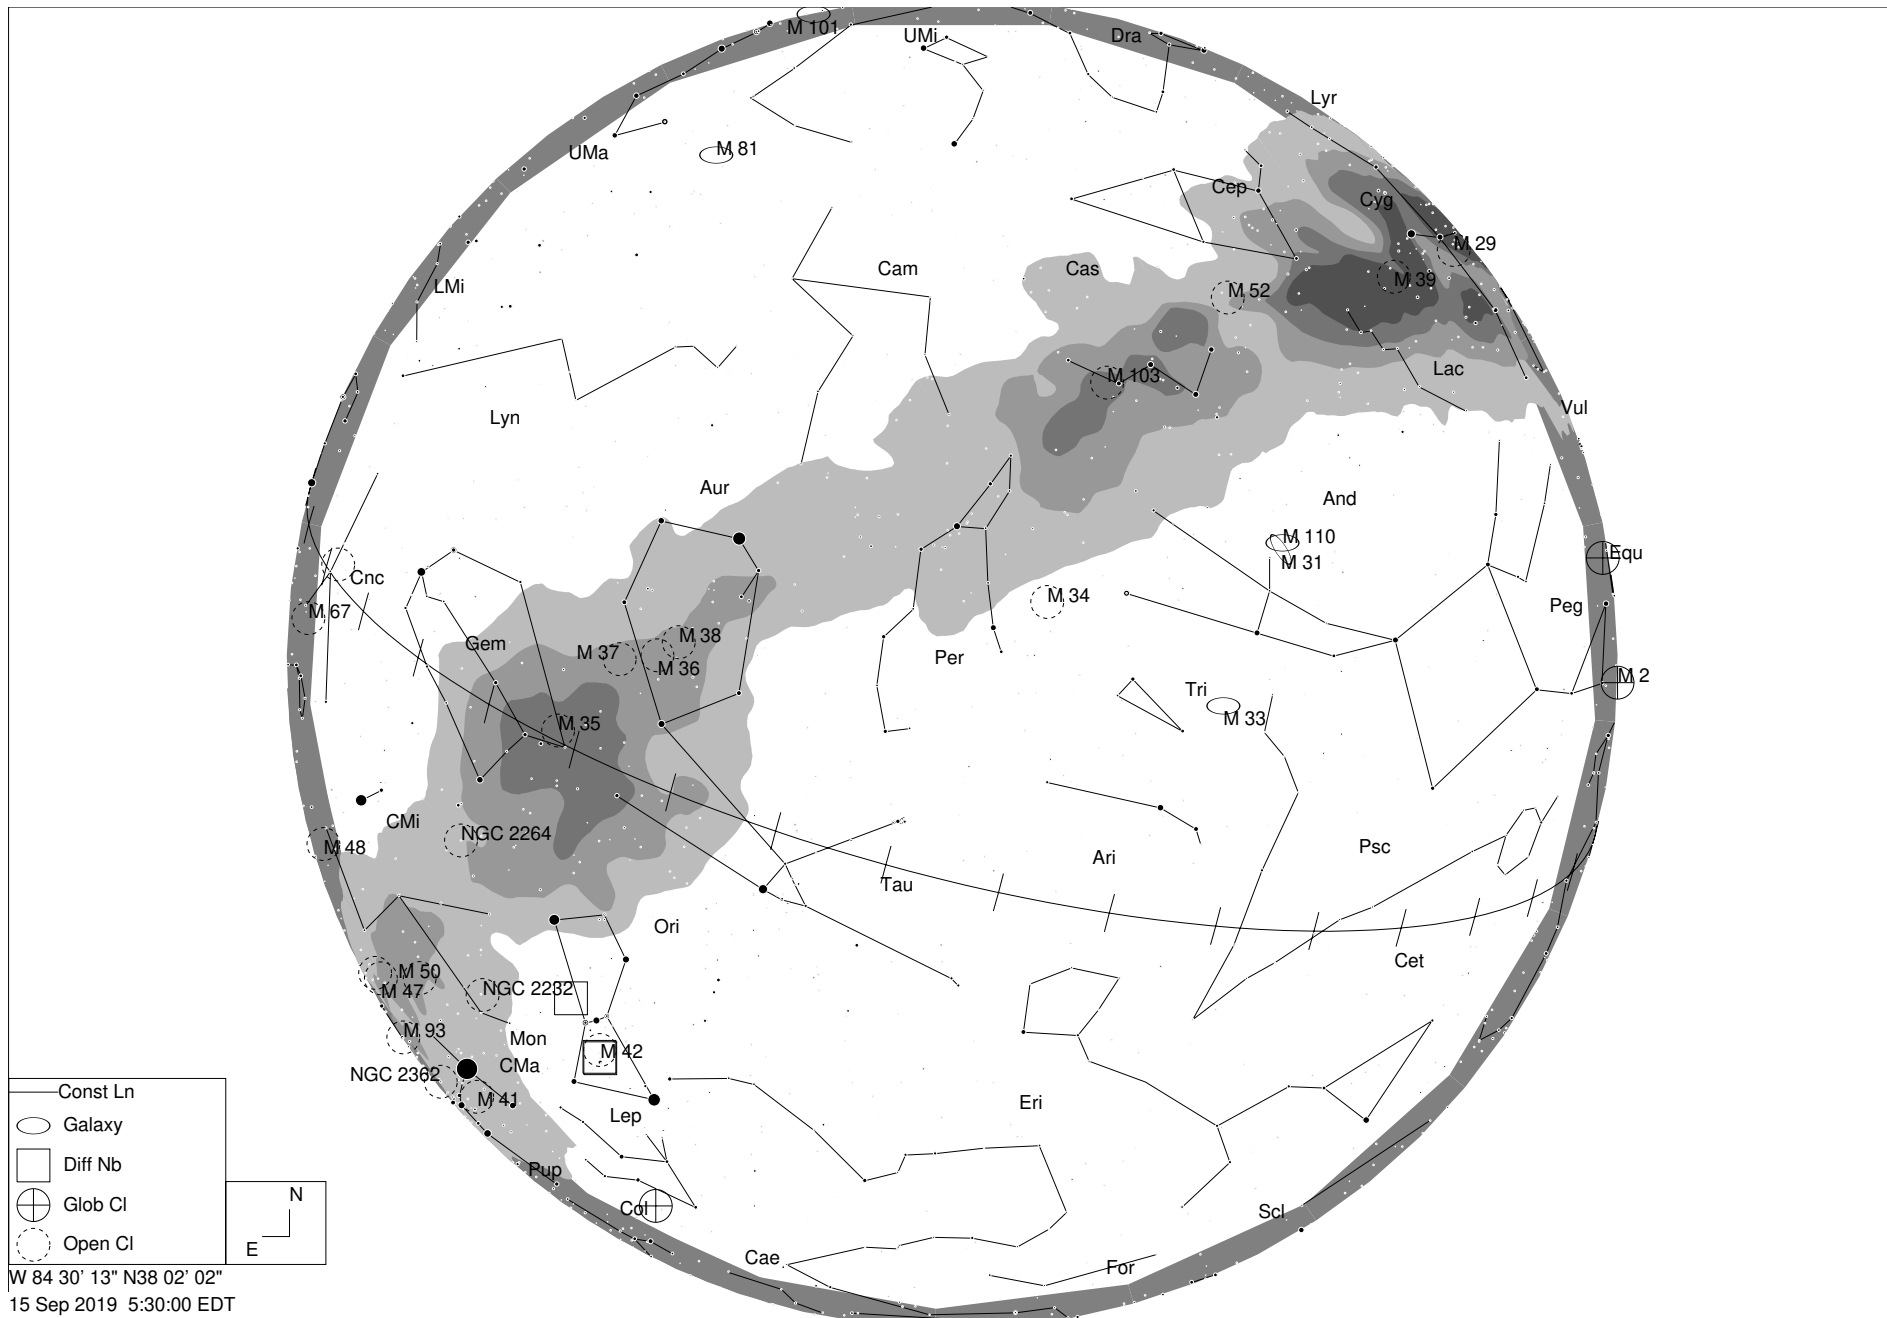 M 101
UMi
Dra
Lyr
UMa
M 81
Cep
Cyg
M 29
LMi
Cam
Cas
M 52
M 39
M 103
Lac
Lyn
Vul
Aur
And
M 110
Equ
M 31
Cnc
M 67
M 34
Peg
Gem
M 38
M 37
M 36
Per
M 2
Tri
M 33
M 35
CMi
NGC 2264
M 48
Psc
Ari
Tau
Ori
Cet
M 50
M 47
NGC 2232
M 93
Mon
M 42
CMa
NGC 2362
M 41
Eri
Lep
Pup
Col
Scl
Cae
For
Const Ln
Galaxy
Diff Nb
Glob Cl
Open Cl
N
E
W 84 30' 13" N38 02' 02"
15 Sep 2019 5:30:00 EDT